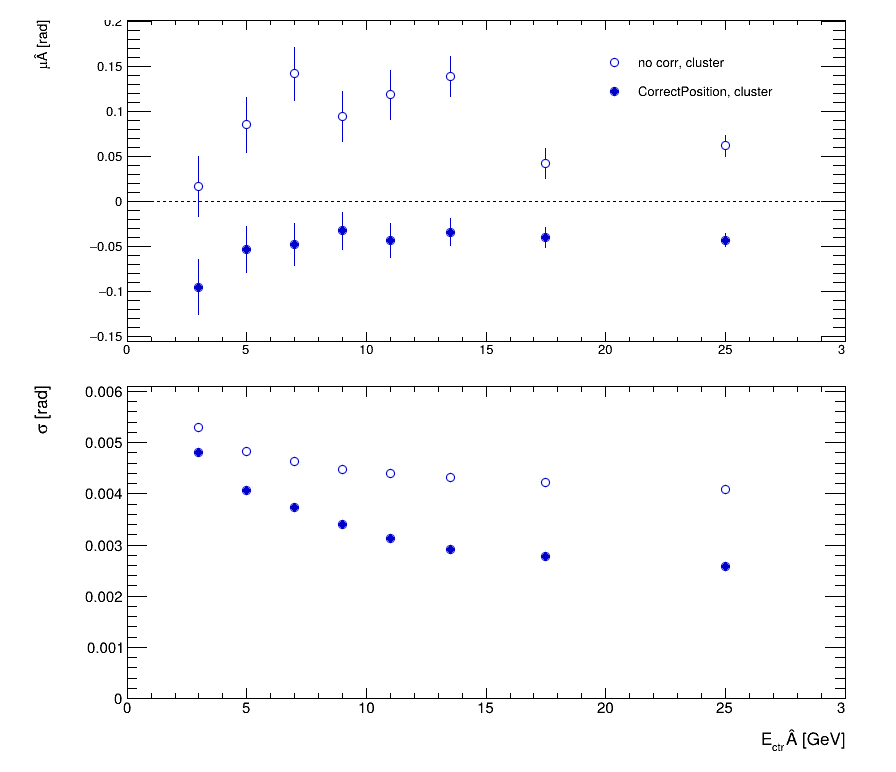 0.2
μÂ [rad]
no corr, cluster
CorrectPosition, cluster
0.15
0.1
0.05
0
−0.05
−0.1
−0.15
0 5 10 15 20 25 3
0.006
σ [rad]
0.005
0.004
0.003
0.002
0.001
0
0 5 10 15 20 25 3
E_ctr Â [GeV]